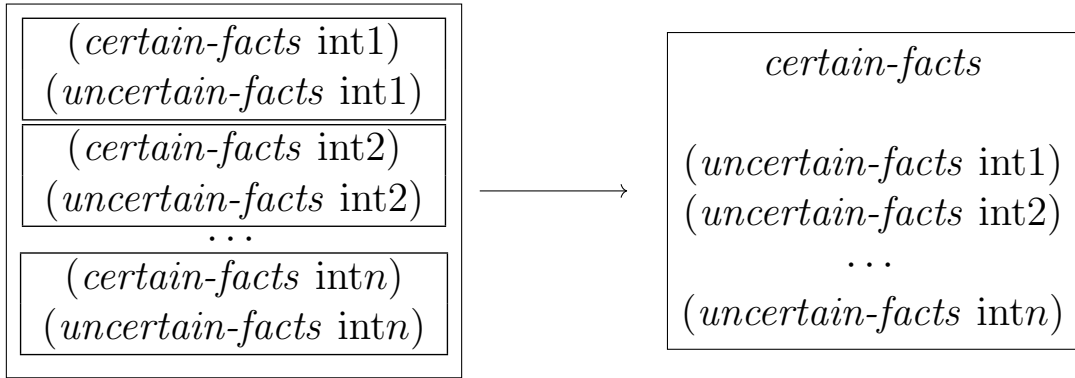 (certain-facts int1)
(uncertain-facts int1)
(certain-facts int2)
(uncertain-facts int2)
...
(certain-facts intn)
(uncertain-facts intn)
certain-facts
(uncertain-facts int1)
(uncertain-facts int2)
...
(uncertain-facts intn)